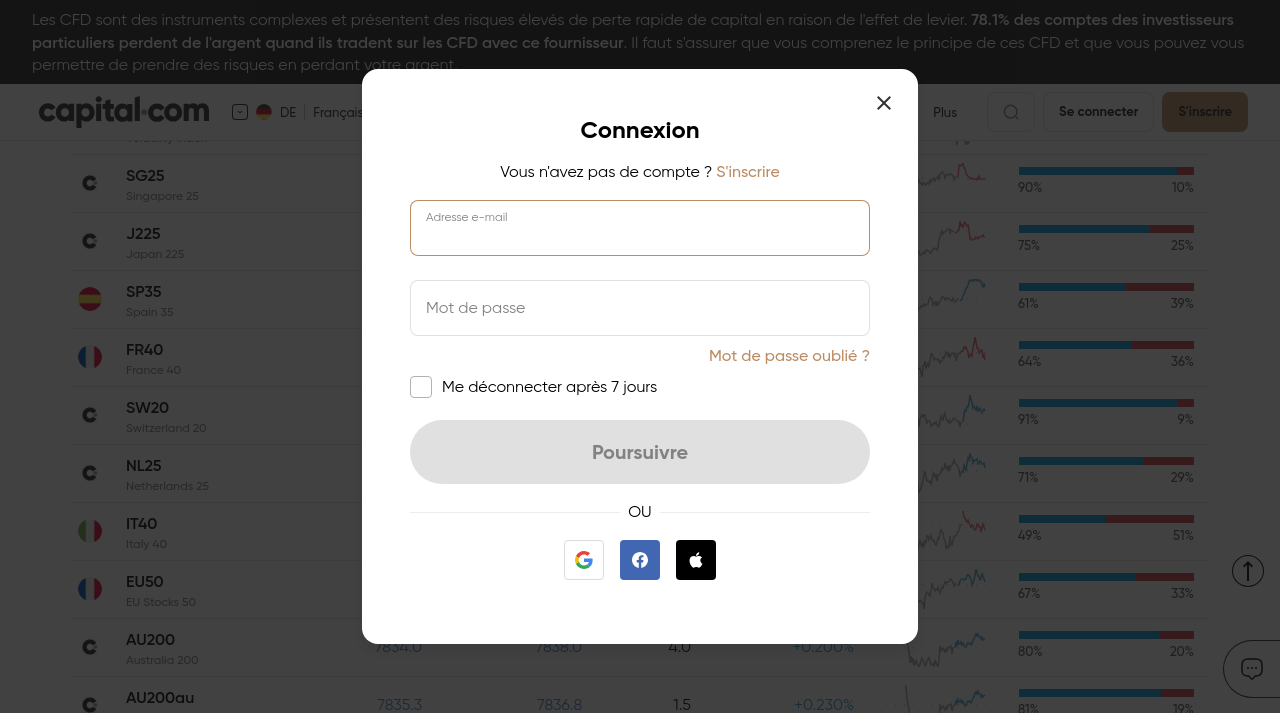 Les CFD sont des instruments complexes et présentent des risques élevés de perte rapide de capital en raison de l'effet de levier. 78.1% des comptes des investisseurs
particuliers perdent de l'argent quand ils tradent sur les CFD avec ce fournisseur. Il faut s'assurer que vous comprenez le principe de ces CFD et que vous pouvez vous
permettre de prendre des risques en perdant votre argent.
capital.com DE Français Plus Se connecter S'inscrire
Connexion
Vous n'avez pas de compte ? S'inscrire
Adresse e-mail
Mot de passe
Mot de passe oublié ?
Me déconnecter après 7 jours
Poursuivre
OU
SG25
Singapore 25
90% 10%
J225
Japan 225
75% 25%
SP35
Spain 35
61% 39%
FR40
France 40
64% 36%
SW20
Switzerland 20
91% 9%
NL25
Netherlands 25
71% 29%
IT40
Italy 40
49% 51%
EU50
EU Stocks 50
67% 33%
AU200
Australia 200
7834.0 7838.0 4.0 +0.200%
80% 20%
AU200au
7835.3 7836.8 1.5 +0.230%
81% 19%